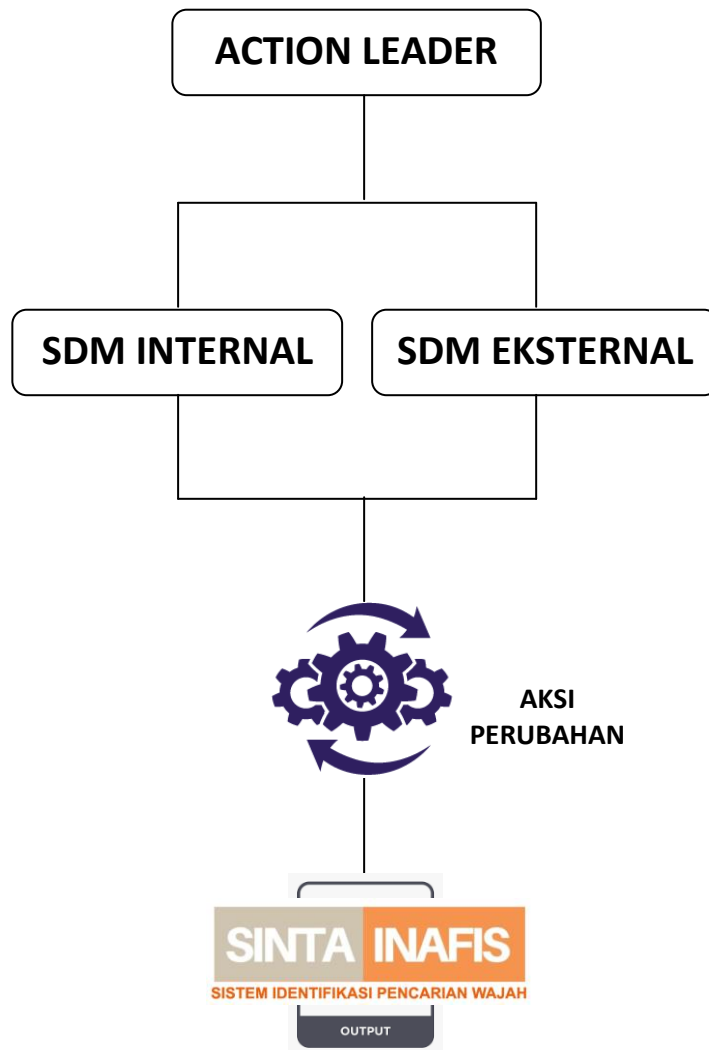 ACTION LEADER
SDM INTERNAL
SDM EKSTERNAL
AKSI
PERUBAHAN
SINTA INAFIS
SISTEM IDENTIFIKASI PENCARIAN WAJAH
OUTPUT